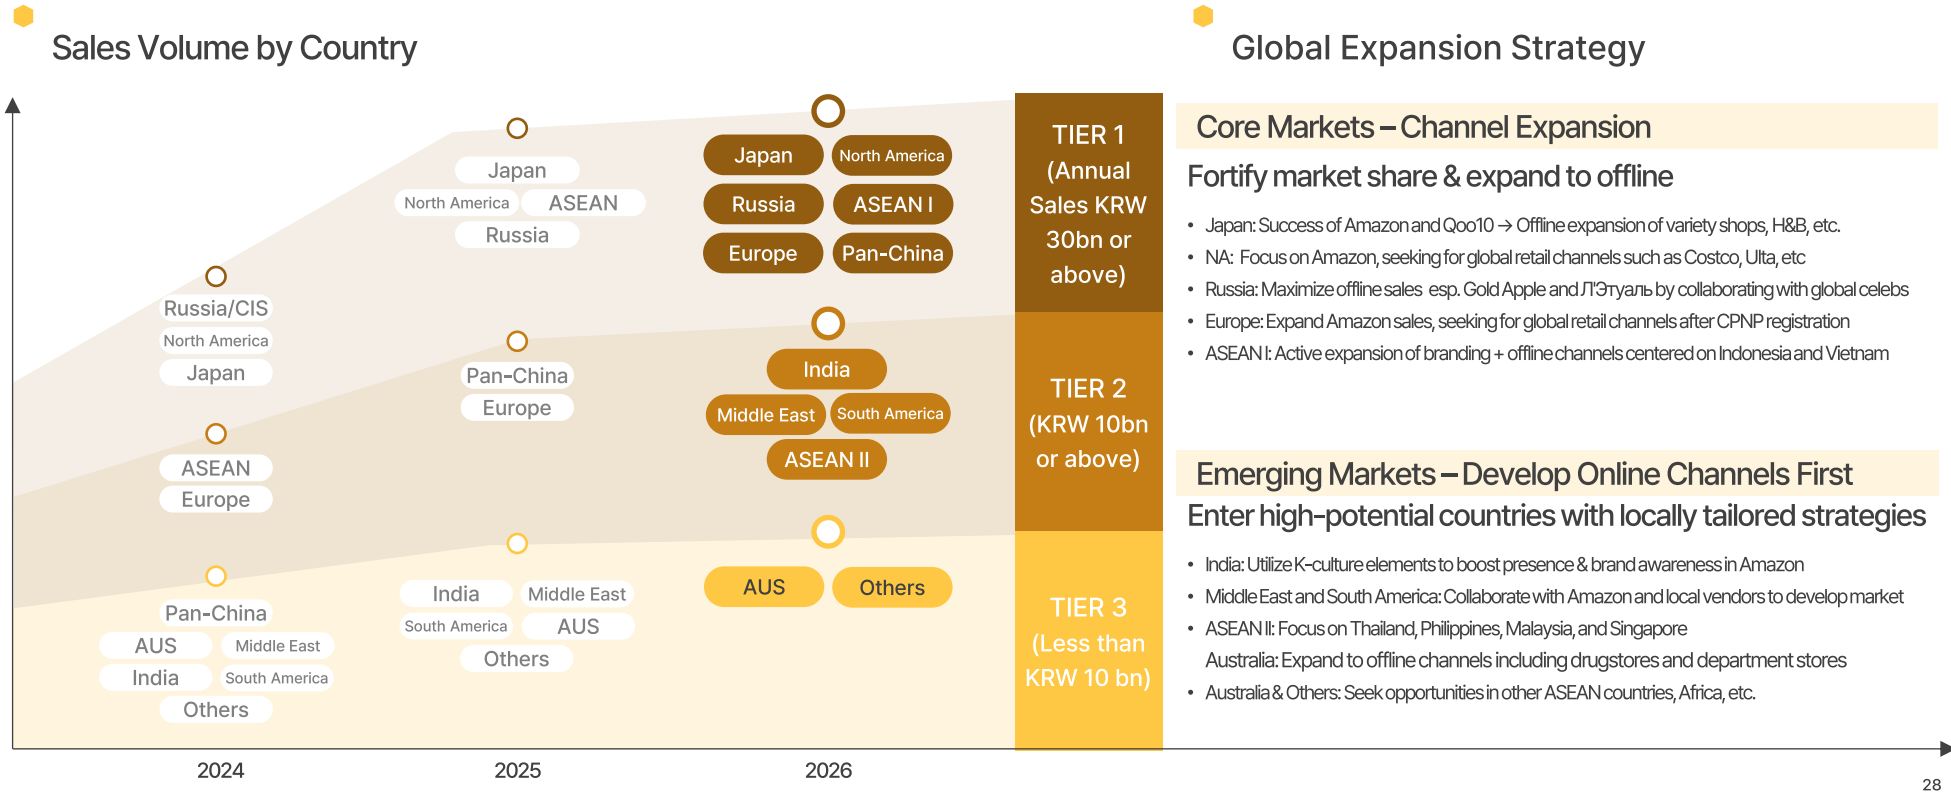 Sales Volume by Country
Japan
North America
ASEAN
Russia
Russia/CIS
North America
Japan
Pan-China
Europe
ASEAN
Europe
Pan-China
AUS
Middle East
India
South America
Others
India
Middle East
South America
AUS
Others
Japan
North America
Russia
ASEAN I
Europe
Pan-China
India
Middle East
South America
ASEAN II
AUS
Others
TIER 1
(Annual
Sales KRW
30bn or
above)
TIER 2
(KRW 10bn
or above)
TIER 3
(Less than
KRW 10 bn)
2024
2025
2026
Global Expansion Strategy
Core Markets – Channel Expansion
Fortify market share & expand to offline
• Japan: Success of Amazon and Qoo10 → Offline expansion of variety shops, H&B, etc.
• NA: Focus on Amazon, seeking for global retail channels such as Costco, Ulta, etc
• Russia: Maximize offline sales esp. Gold Apple and Л'Этуаль by collaborating with global celebs
• Europe: Expand Amazon sales, seeking for global retail channels after CPNP registration
• ASEAN I: Active expansion of branding + offline channels centered on Indonesia and Vietnam
Emerging Markets – Develop Online Channels First
Enter high-potential countries with locally tailored strategies
• India: Utilize K-culture elements to boost presence & brand awareness in Amazon
• Middle East and South America: Collaborate with Amazon and local vendors to develop market
• ASEAN II: Focus on Thailand, Philippines, Malaysia, and Singapore
Australia: Expand to offline channels including drugstores and department stores
• Australia & Others: Seek opportunities in other ASEAN countries, Africa, etc.
28